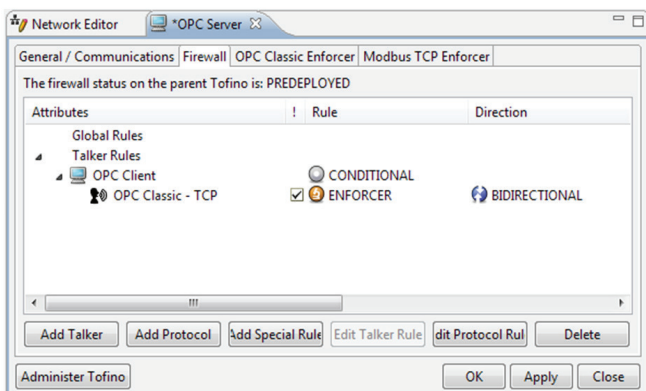 Network Editor *OPC Server
General / Communications Firewall OPC Classic Enforcer Modbus TCP Enforcer
The firewall status on the parent Tofino is: PREDEPLOYED
Attributes ! Rule Direction
Global Rules
Talker Rules
OPC Client CONDITIONAL
OPC Classic - TCP ENFORCER BIDIRECTIONAL
Add Talker Add Protocol Add Special Rule Edit Talker Rule dit Protocol Rul Delete
Administer Tofino OK Apply Close